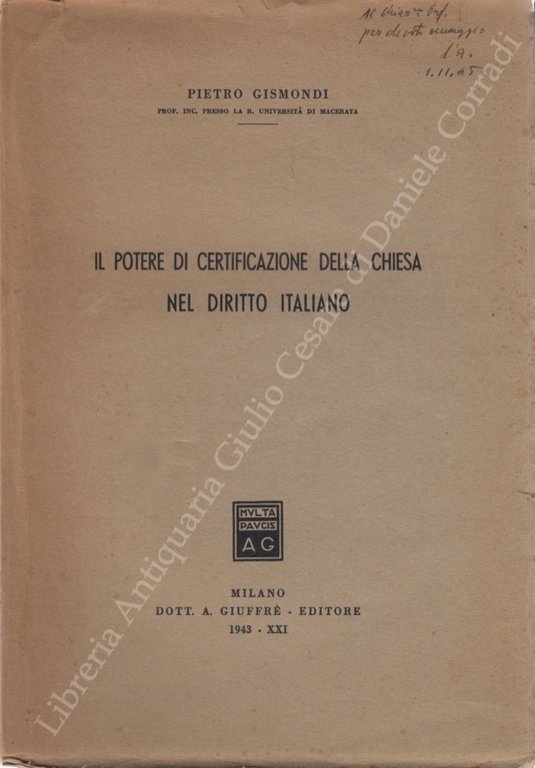 Al Chiar.mo Prof.
per devoto omaggio
l'A.
1.11.45
PIETRO GISMONDI
PROF. INC. PRESSO LA R. UNIVERSITÀ DI MACERATA
IL POTERE DI CERTIFICAZIONE DELLA CHIESA
NEL DIRITTO ITALIANO
MVLTA
PAVCIS
AG
MILANO
DOTT. A. GIUFFRÈ - EDITORE
1943 - XXI
Libreria Antiquaria Giulio Cesare di Daniele Corradi